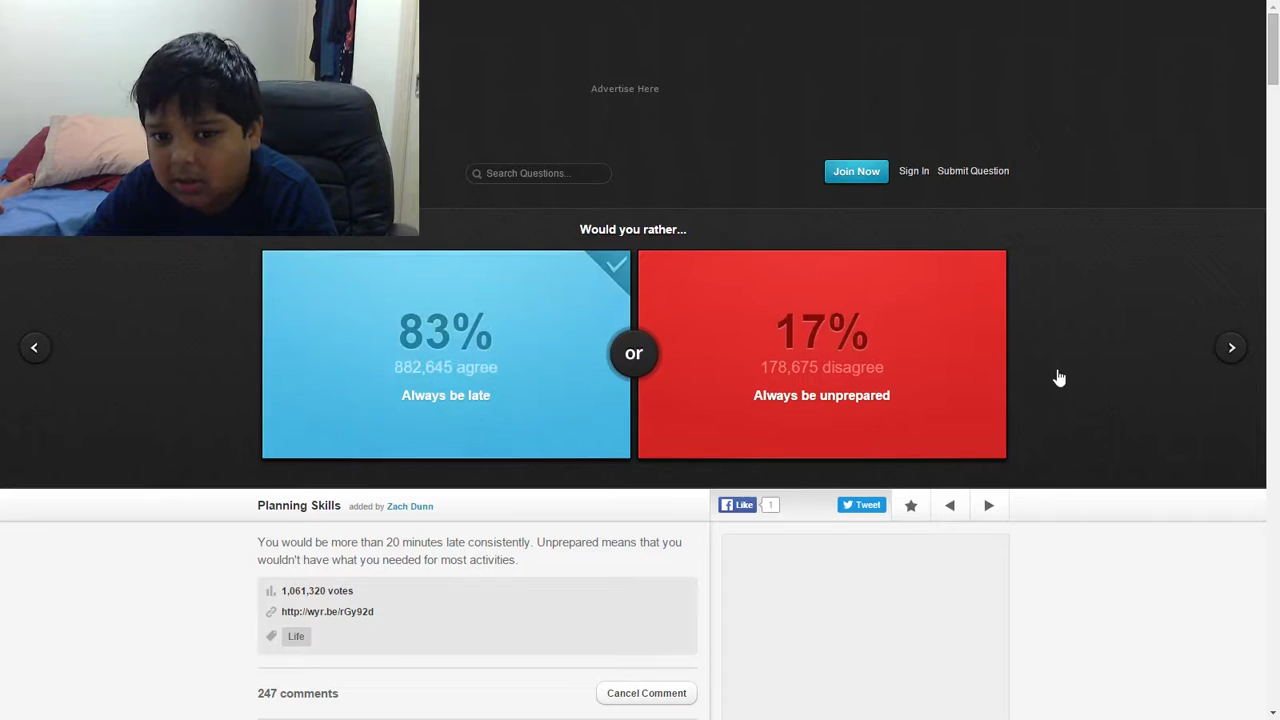 Advertise Here
Search Questions...
Join Now
Sign In
Submit Question
Would you rather...
83%
882,645 agree
Always be late
or
17%
178,675 disagree
Always be unprepared
Planning Skills
added by Zach Dunn
Like
1
Tweet
You would be more than 20 minutes late consistently. Unprepared means that you
wouldn't have what you needed for most activities.
1,061,320 votes
http://wyr.be/rGy92d
Life
247 comments
Cancel Comment